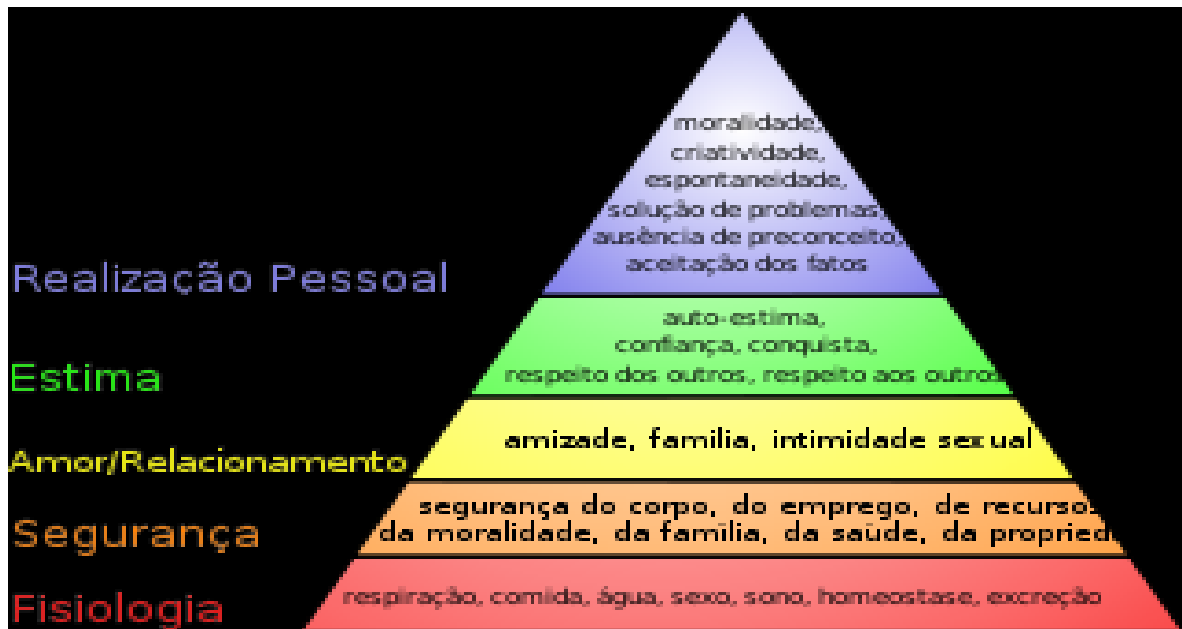 moralidade,
criatividade,
espontaneidade,
solução de problemas,
ausência de preconceito,
aceitação dos fatos
Realização Pessoal
auto-estima,
confiança, conquista,
respeito dos outros, respeito aos outros
Estima
amizade, família, intimidade sexual
Amor/Relacionamento
segurança do corpo, do emprego, de recursos
da moralidade, da família, da saúde, da propried
Segurança
respiração, comida, água, sexo, sono, homeostase, excreção
Fisiologia